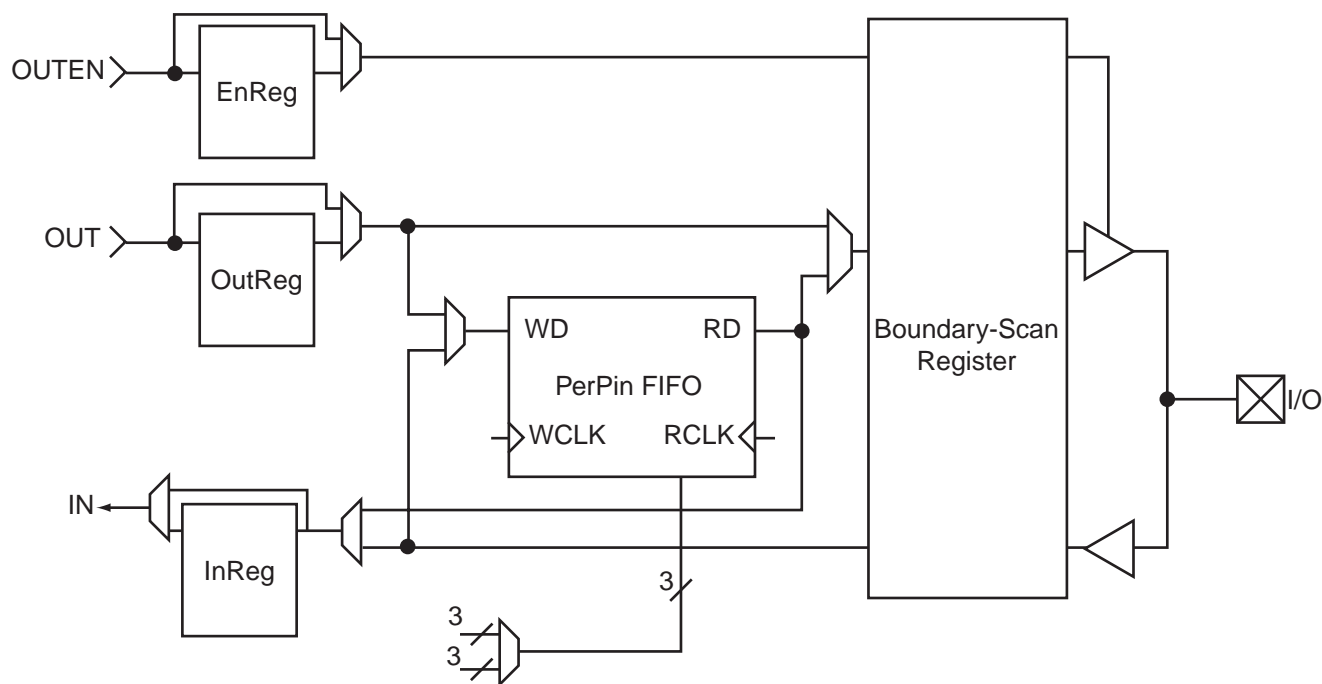 OUTEN
EnReg
OUT
OutReg
WD
RD
PerPin FIFO
WCLK
RCLK
Boundary-Scan
Register
I/O
IN
InReg
3
3
3